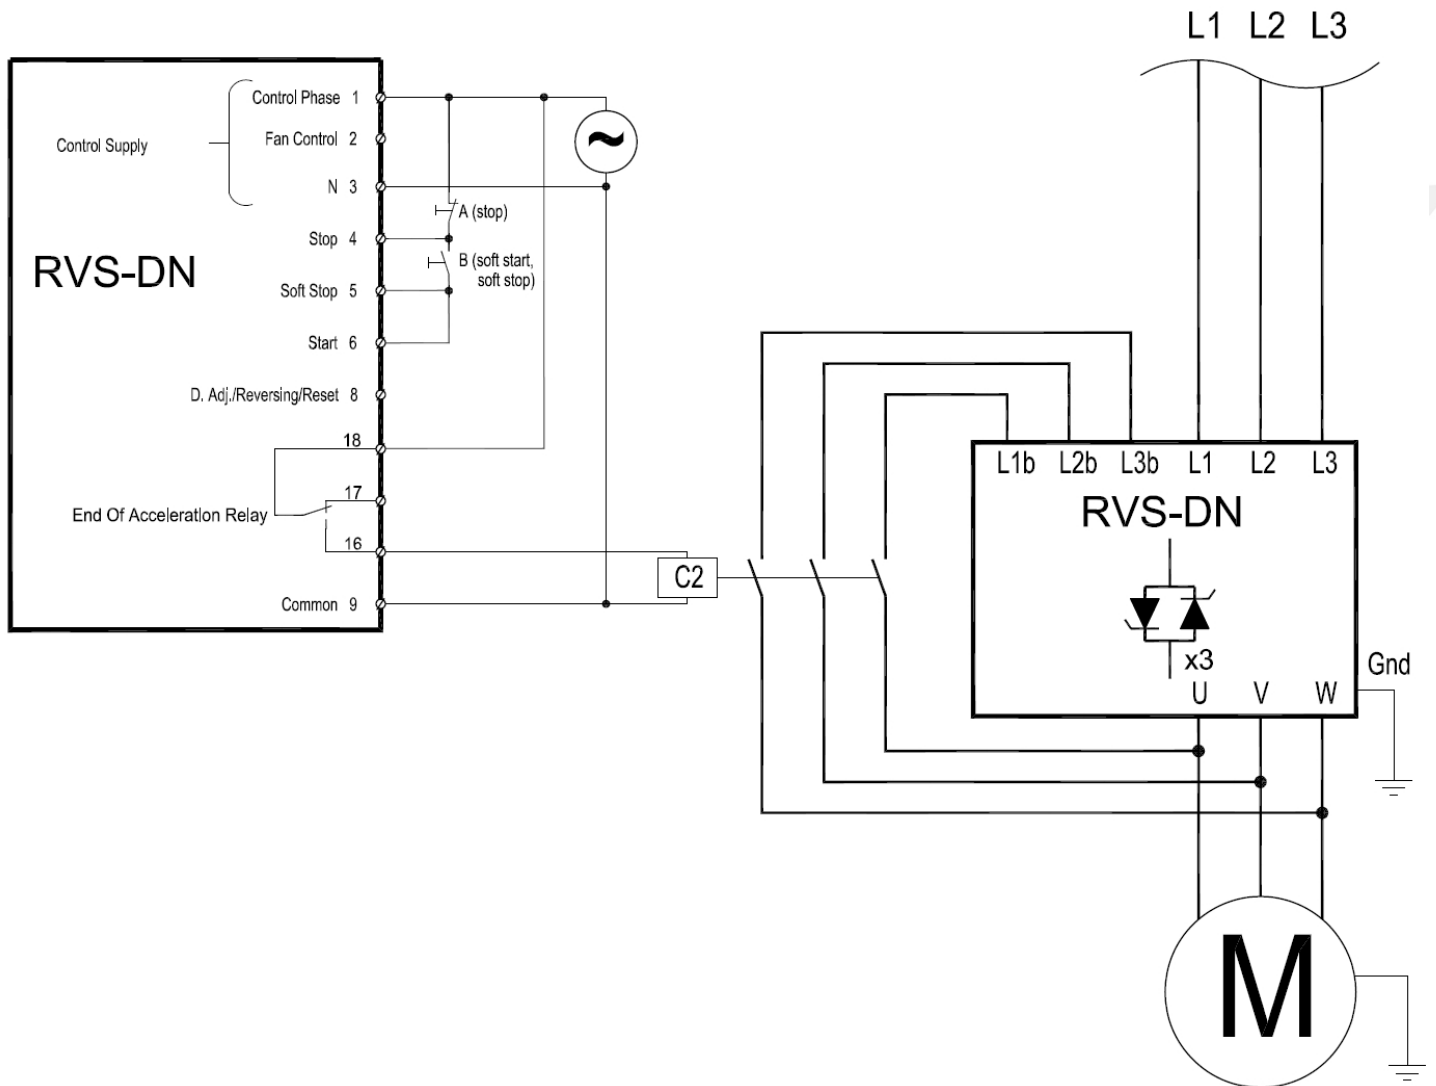 L1 L2 L3
Control Phase 1
Fan Control 2
Control Supply
N 3
A (stop)
Stop 4
B (soft start,
soft stop)
RVS-DN
Soft Stop 5
Start 6
D. Adj./Reversing/Reset 8
18
17
End Of Acceleration Relay
16
Common 9
C2
L1b L2b L3b L1 L2 L3
RVS-DN
x3
Gnd
U V W
M